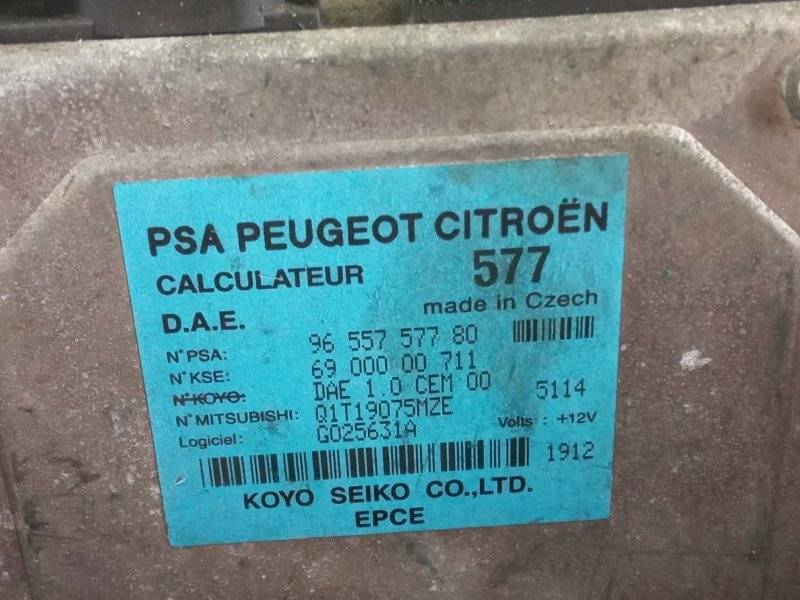 PSA PEUGEOT CITROËN
CALCULATEUR 577
D.A.E. made in Czech
N° PSA: 96 557 577 80
N° KSE: 69 000 00 711
N° KOYO: DAE 1.0 CEM 00 5114
N° MITSUBISHI: Q1T19075MZE Volts : +12V
Logiciel: G025631A
1912
KOYO SEIKO CO.,LTD.
EPCE